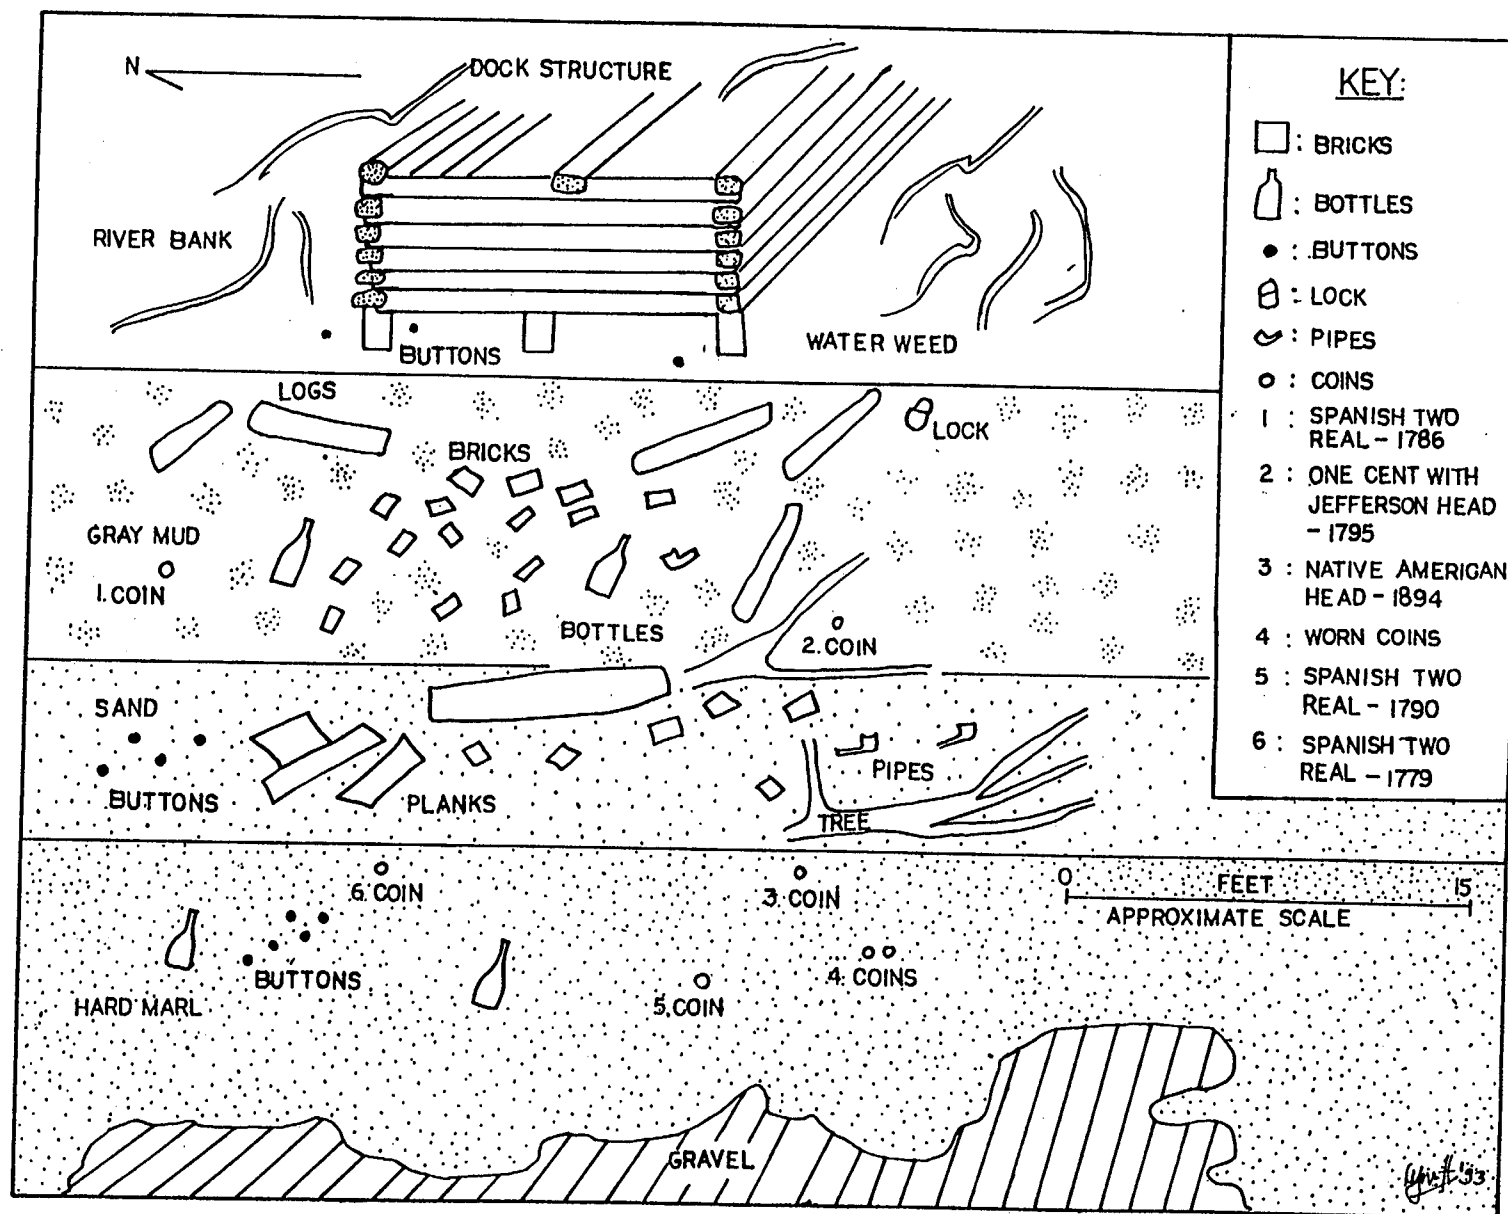 N
DOCK STRUCTURE
RIVER BANK
BUTTONS
WATER WEED
LOGS
BRICKS
LOCK
GRAY MUD
1. COIN
BOTTLES
2. COIN
SAND
BUTTONS
PLANKS
PIPES
TREE
6. COIN
3. COIN
0 FEET 15
APPROXIMATE SCALE
BUTTONS
HARD MARL
5. COIN
4. COINS
GRAVEL
KEY:
: BRICKS
: BOTTLES
: BUTTONS
: LOCK
: PIPES
: COINS
1 : SPANISH TWO
REAL - 1786
2 : ONE CENT WITH
JEFFERSON HEAD
- 1795
3 : NATIVE AMERICAN
HEAD - 1894
4 : WORN COINS
5 : SPANISH TWO
REAL - 1790
6 : SPANISH TWO
REAL - 1779
'93